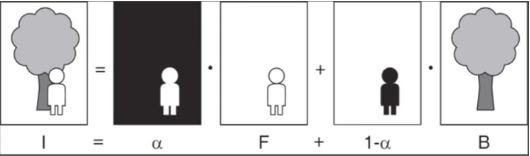 = • + •
I = α F + 1-α B